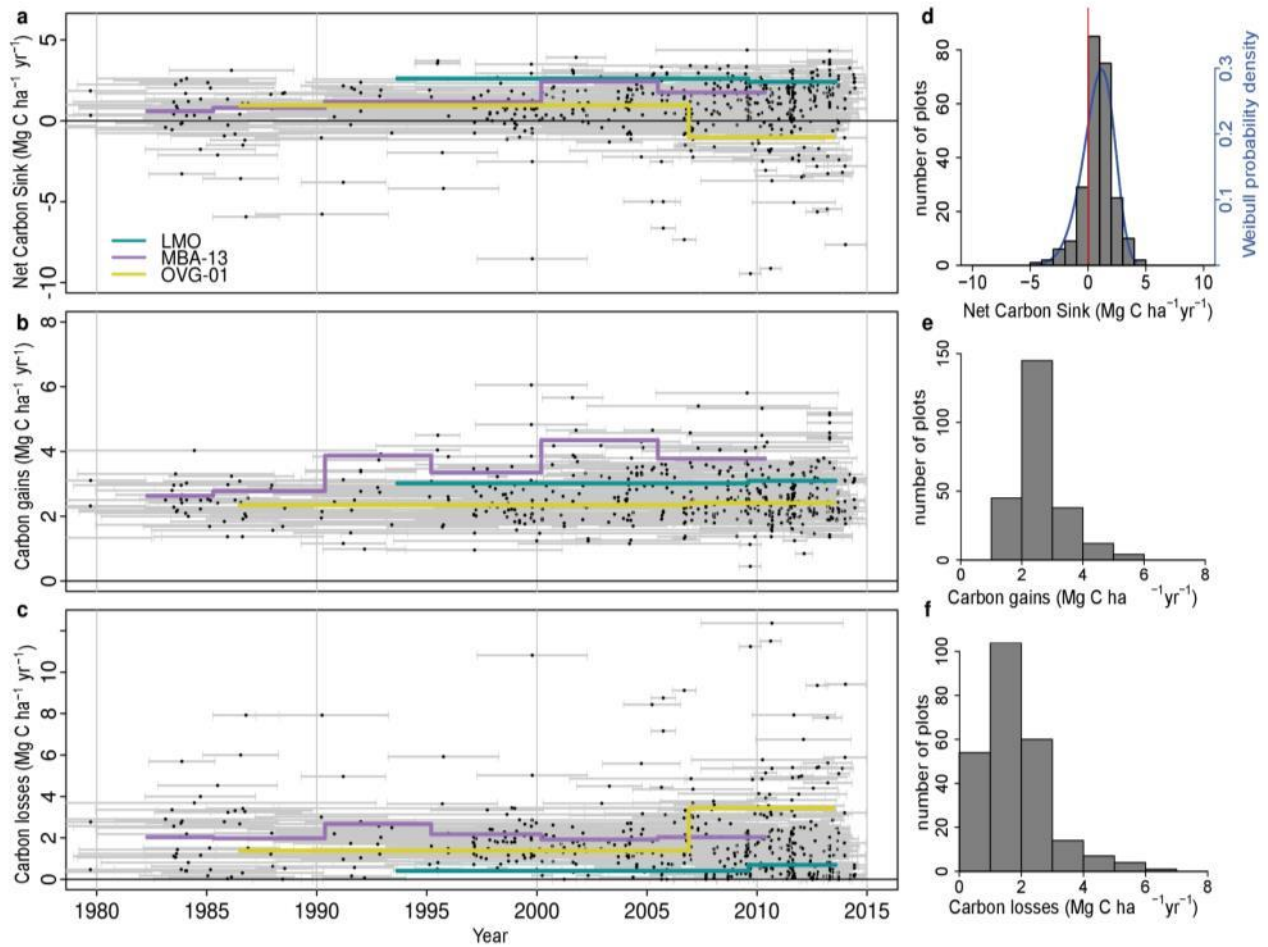 a
Net Carbon Sink (Mg C ha⁻¹ yr⁻¹)
5
0
-5
-10
LMO
MBA-13
OVG-01
b
Carbon gains (Mg C ha⁻¹ yr⁻¹)
8
6
4
2
0
c
Carbon losses (Mg C ha⁻¹ yr⁻¹)
10
8
6
4
2
0
1980 1985 1990 1995 2000 2005 2010 2015
Year
d
number of plots
80
60
40
20
0
Weibull probability density
0.3
0.2
0.1
−10 −5 0 5 10
Net Carbon Sink (Mg C ha⁻¹yr⁻¹)
e
number of plots
150
100
50
0
0 2 4 6 8
Carbon gains (Mg C ha ⁻¹yr⁻¹)
f
number of plots
100
80
60
40
20
0
0 2 4 6 8
Carbon losses (Mg C ha ⁻¹yr⁻¹)